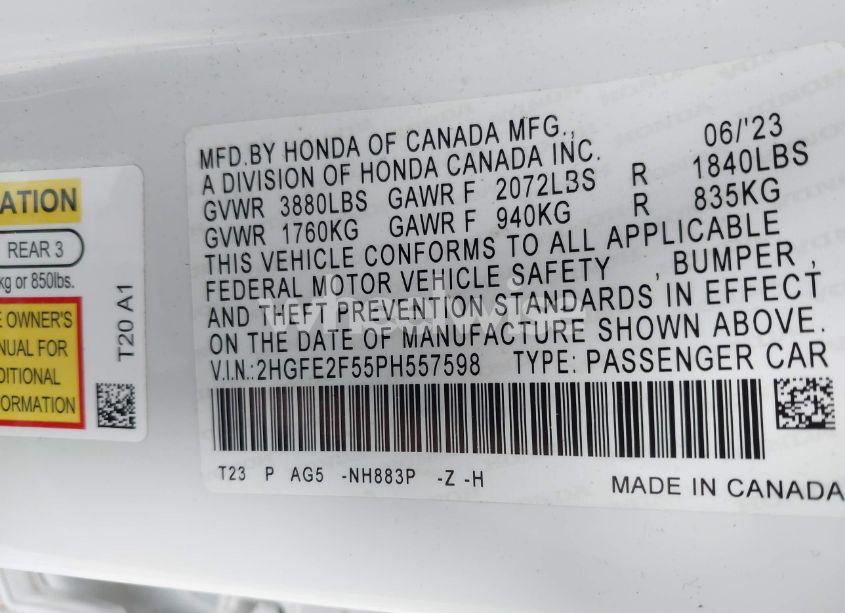 ATION
REAR 3
kg or 850lbs.
E OWNER'S
NUAL FOR
DITIONAL
FORMATION
T20 A1
MFD.BY HONDA OF CANADA MFG., 06/'23
A DIVISION OF HONDA CANADA INC.
GVWR 3880LBS GAWR F 2072LBS R 1840LBS
GVWR 1760KG GAWR F 940KG R 835KG
THIS VEHICLE CONFORMS TO ALL APPLICABLE
FEDERAL MOTOR VEHICLE SAFETY , BUMPER ,
AND THEFT PREVENTION STANDARDS IN EFFECT
ON THE DATE OF MANUFACTURE SHOWN ABOVE.
V.I.N.:2HGFE2F55PH557598 TYPE: PASSENGER CAR
T23 P AG5 -NH883P -Z -H
MADE IN CANADA